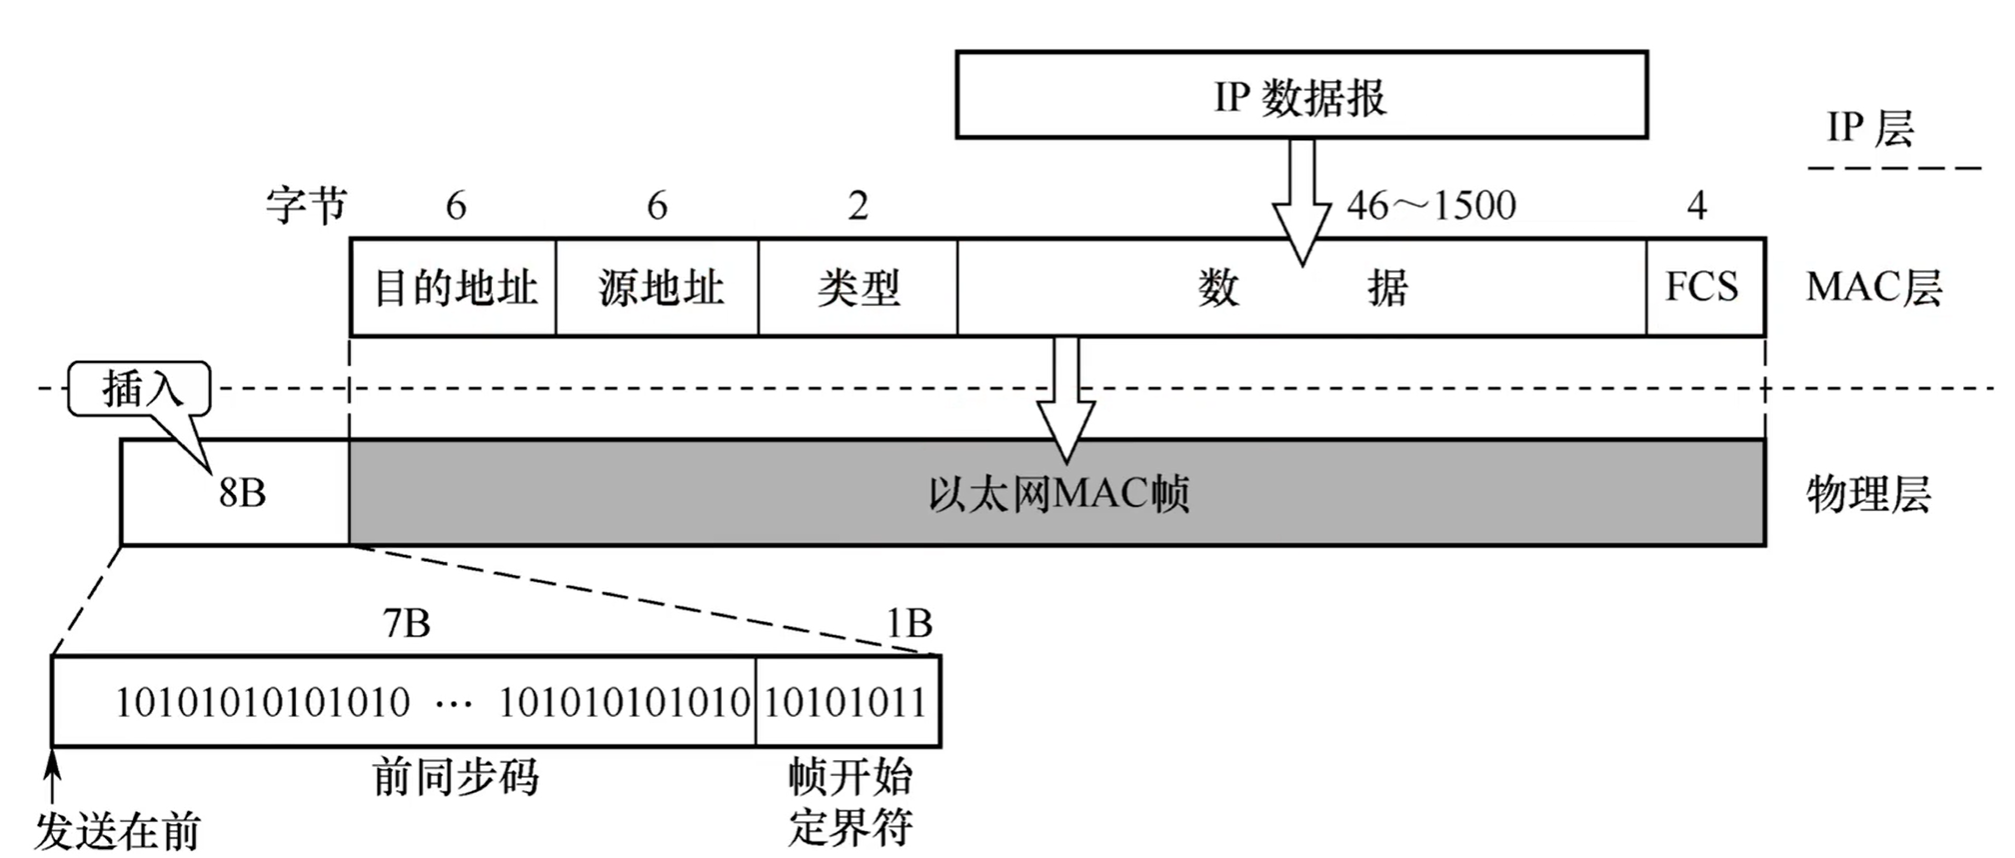 IP 数据报
IP 层
字节 6 6 2 46～1500 4
目的地址 源地址 类型 数 据 FCS MAC层
插入
8B 以太网MAC帧 物理层
7B 1B
10101010101010 … 101010101010 10101011
前同步码 帧开始
定界符
发送在前